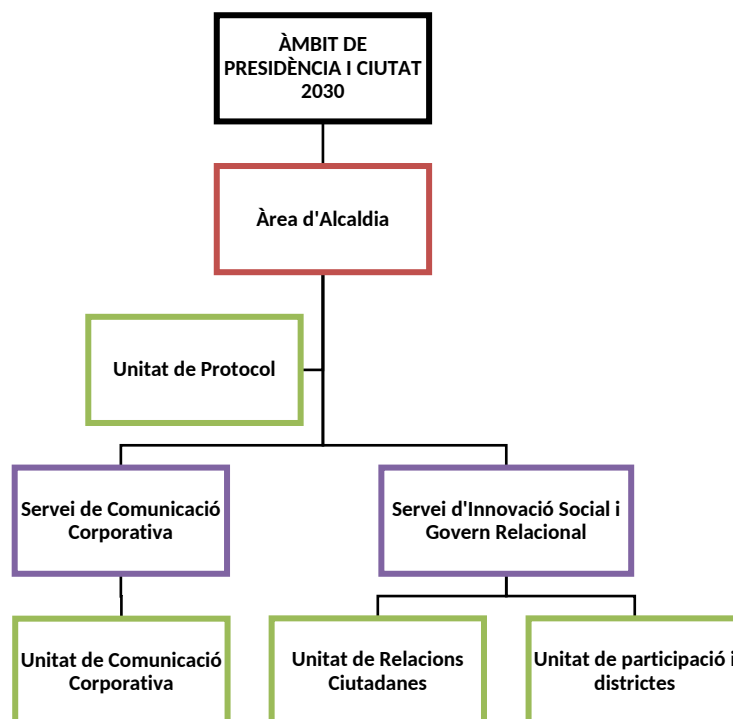 ÀMBIT DE
PRESIDÈNCIA I CIUTAT
2030
Àrea d'Alcaldia
Unitat de Protocol
Servei de Comunicació
Corporativa
Servei d'Innovació Social i
Govern Relacional
Unitat de Comunicació
Corporativa
Unitat de Relacions
Ciutadanes
Unitat de participació i
districtes